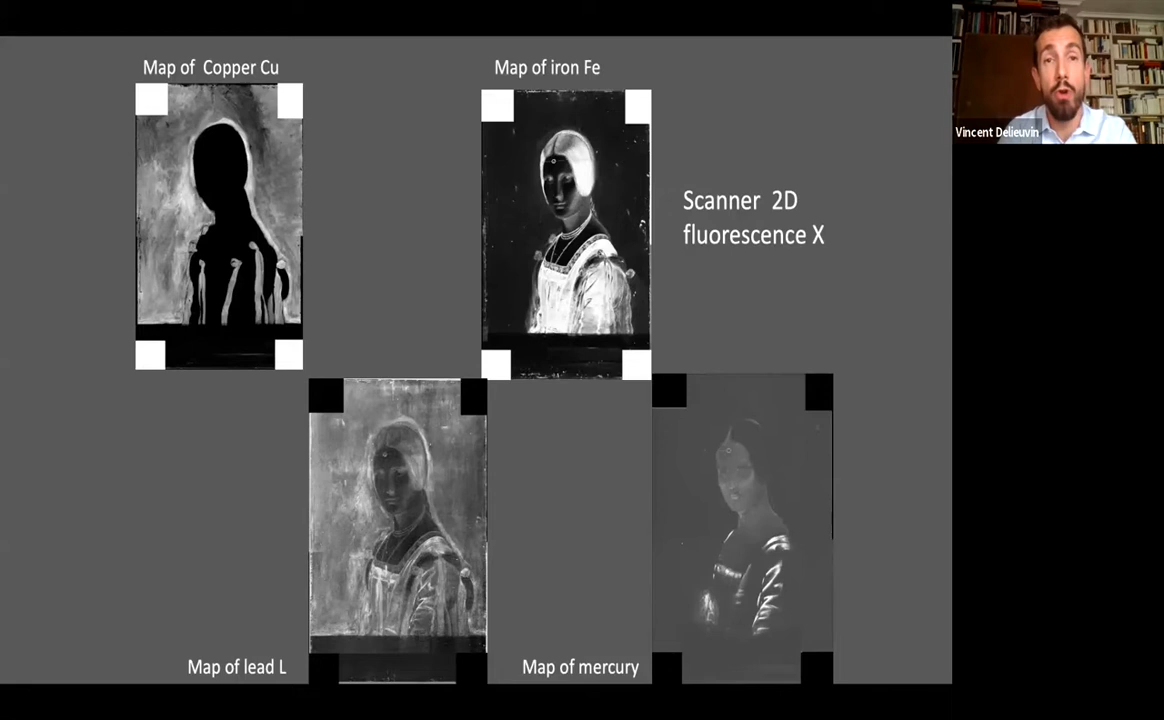 Map of Copper Cu
Map of iron Fe
Scanner 2D
fluorescence X
Map of lead L
Map of mercury
Vincent Delieuvin